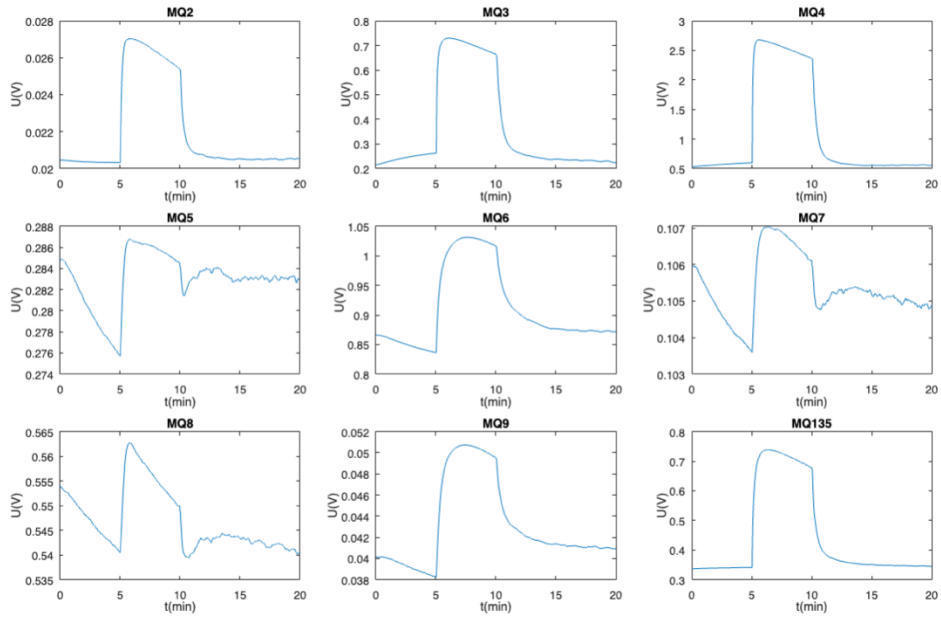 MQ2
0.028
0.026
0.024
0.022
0.02
U(V)
0 5 10 15 20
t(min)
MQ3
0.8
0.7
0.6
0.5
0.4
0.3
0.2
U(V)
0 5 10 15 20
t(min)
MQ4
3
2.5
2
1.5
1
0.5
U(V)
0 5 10 15 20
t(min)
MQ5
0.288
0.286
0.284
0.282
0.28
0.278
0.276
0.274
U(V)
0 5 10 15 20
t(min)
MQ6
1.05
1
0.95
0.9
0.85
0.8
U(V)
0 5 10 15 20
t(min)
MQ7
0.107
0.106
0.105
0.104
0.103
U(V)
0 5 10 15 20
t(min)
MQ8
0.565
0.56
0.555
0.55
0.545
0.54
0.535
U(V)
0 5 10 15 20
t(min)
MQ9
0.052
0.05
0.048
0.046
0.044
0.042
0.04
0.038
U(V)
0 5 10 15 20
t(min)
MQ135
0.8
0.7
0.6
0.5
0.4
0.3
U(V)
0 5 10 15 20
t(min)